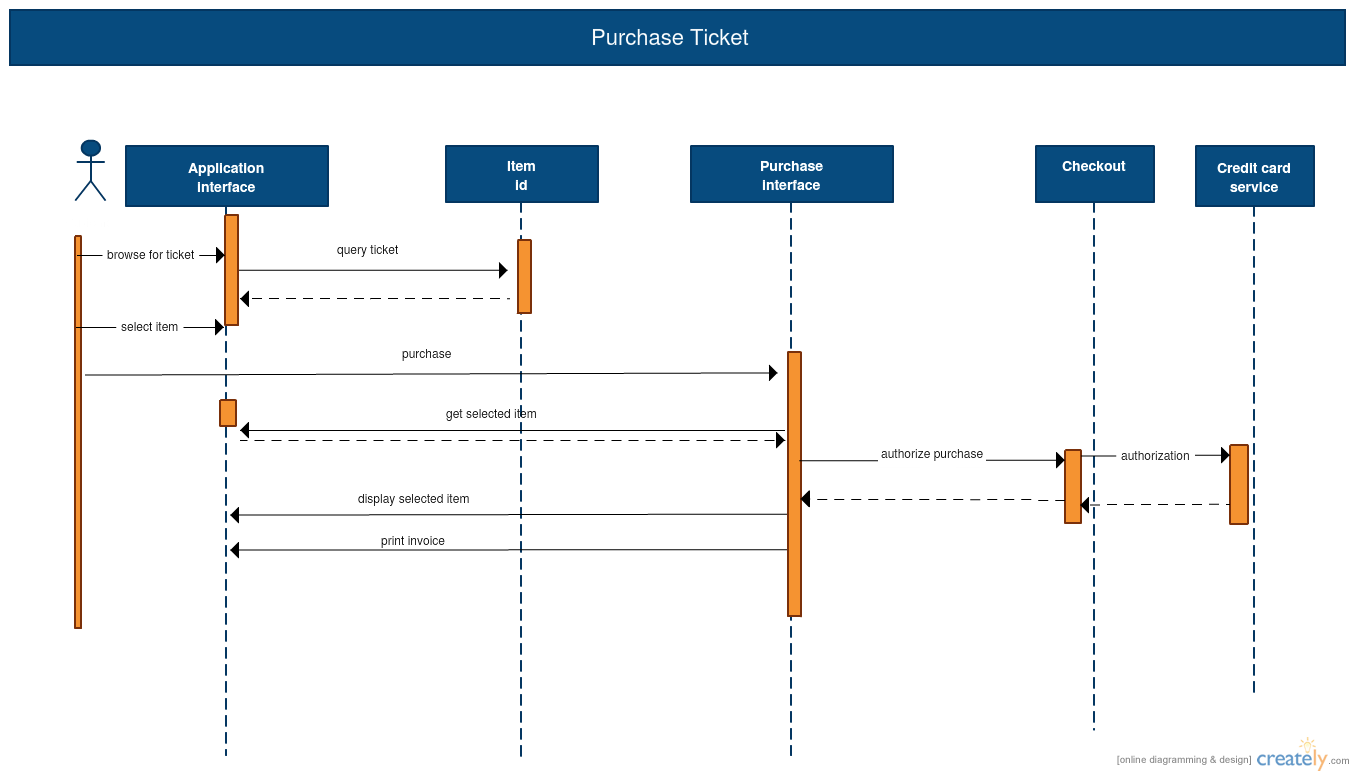 Purchase Ticket
Application
interface
Item
id
Purchase
interface
Checkout
Credit card
service
browse for ticket
query ticket
select item
purchase
get selected item
authorize purchase
authorization
display selected item
print invoice
[online diagramming & design] creately.com